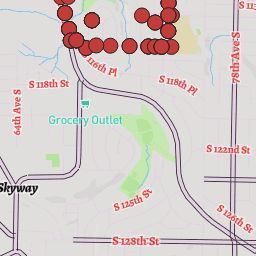 S 113
116th Pl
S 118th St
S 118th Pl
78th Ave S
64th Ave S
Grocery Outlet
S 122nd St
Skyway
S 125th St
S 126th St
S 128th St